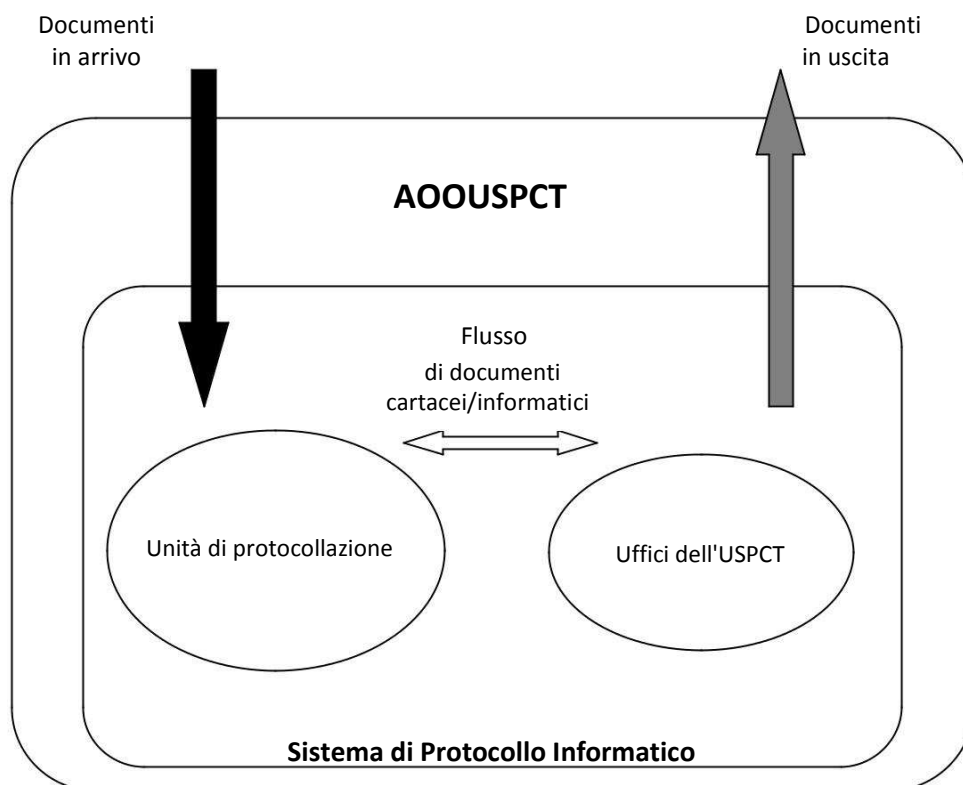 Documenti
in arrivo
Documenti
in uscita
AOOUSPCT
Flusso
di documenti
cartacei/informatici
Unità di protocollazione
Uffici dell'USPCT
Sistema di Protocollo Informatico